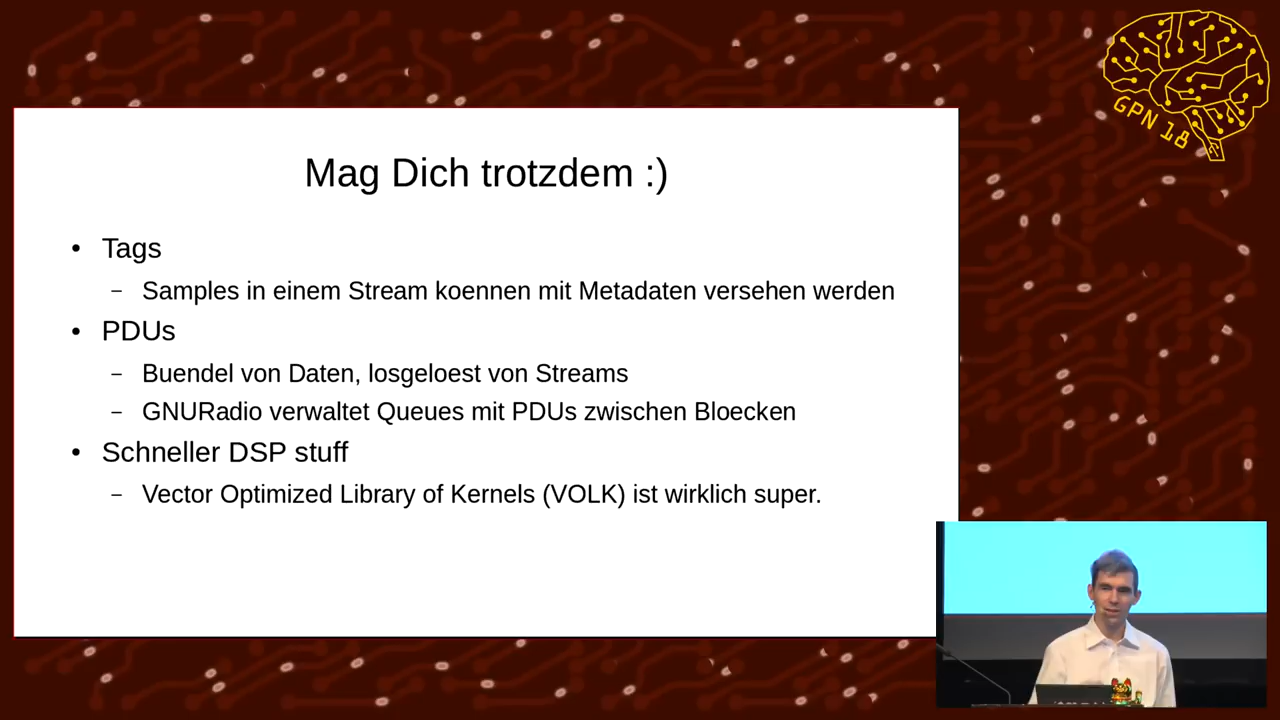 GPN 18
Mag Dich trotzdem :)
• Tags
– Samples in einem Stream koennen mit Metadaten versehen werden
• PDUs
– Buendel von Daten, losgeloest von Streams
– GNURadio verwaltet Queues mit PDUs zwischen Bloecken
• Schneller DSP stuff
– Vector Optimized Library of Kernels (VOLK) ist wirklich super.